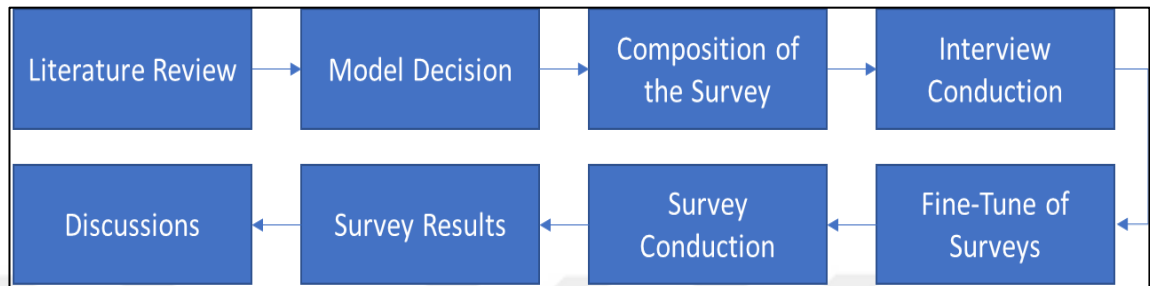 Literature Review
Model Decision
Composition of
the Survey
Interview
Conduction
Fine-Tune of
Surveys
Survey
Conduction
Survey Results
Discussions